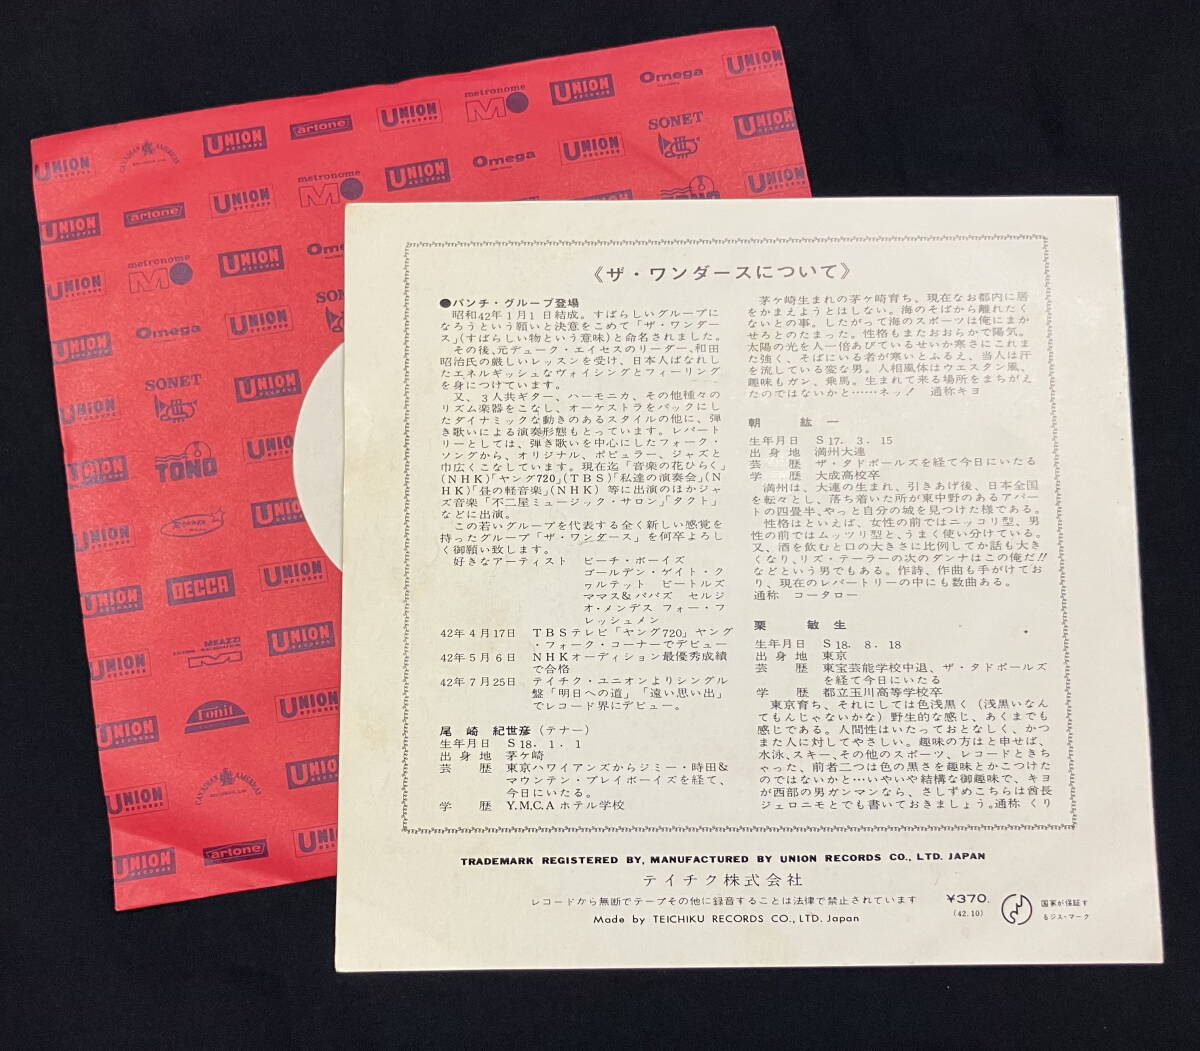 《ザ・ワンダースについて》
●パンチ・グループ登場
昭和42年1月1日結成。すばらしいグループに
なろうという願いと決意をこめて「ザ・ワンダー
ス」(すばらしい物という意味)と命名されました。
その後、元デューク・エイセスのリーダー、和田
昭治氏の厳しいレッスンを受け、日本人ばなれし
たエネルギッシュなヴォイシングとフィーリング
を身につけています。
又、3人共ギター、ハーモニカ、その他種々の
リズム楽器をこなし、オーケストラをバックにし
たダイナミックな動きのあるスタイルの他に、弾
き歌いによる演奏形態もとっています。レパート
リーとしては、弾き歌いを中心にしたフォーク・
ソングから、オリジナル、ポピュラー、ジャズと
巾広くこなしています。現在迄「音楽の花ひらく」
(NHK)「ヤング720」(TBS)「私達の演奏会」(N
HK)「昼の軽音楽」(NHK) 等に出演のほかジャ
ズ音楽「不二屋ミュージック・サロン」「タクト」
などに出演。
この若いグループを代表する全く新しい感覚を
持ったグループ「ザ・ワンダース」を何卒よろし
く御願い致します。
好きなアーティスト ビーチ・ボーイズ
ゴールデン・ゲイト・ク
ヮルテット ビートルズ
ママス&パパズ セルジ
オ・メンデス フォー・フ
レッシュメン
42年4月17日 TBSテレビ「ヤング720」ヤング
・フォーク・コーナーでデビュー
42年5月6日 NHKオーディション最優秀成績
で合格
42年7月25日 テイチク・ユニオンよりシングル
盤「明日への道」「遠い思い出」
でレコード界にデビュー。
尾崎 紀世彦(テナー)
生年月日 S18.1.1
出身地 茅ヶ崎
芸歴 東京ハワイアンズからジミー・時田&
マウンテン・プレイボーイズを経て、
今日にいたる。
学歴 Y.M.C.Aホテル学校
茅ケ崎生まれの茅ケ崎育ち、現在なお都内に居
をかまえようとはしない。海のそばから離れたく
ないとの事。したがって海のスポーツは俺にまか
せろとのたまった。性格もまたおおらかで陽気。
太陽の光を人一倍あびているせいか寒さにこれま
た強く、そばにいる者が寒いとふるえ、当人は汗
を流している変な男。人相風体はウエスタン風、
趣味もガン、乗馬。生まれて来る場所をまちがえ
たのではないかと……ネッ! 通称キヨ
朝 紘一
生年月日 S17.3.15
出身地 満州大連
芸歴 ザ・タドポールズを経て今日にいたる
学歴 大成高校卒
満州は、大連の生まれ、引きあげ後、日本全国
を転々とし、落ち着いた所が東中野のあるアパー
トの四畳半、やっと自分の城を見つけた様である。
性格はといえば、女性の前ではニッコリ型、男
性の前ではムッツリ型と、うまく使い分けている。
又、酒を飲むと口の大きさに比例してか話も大き
くなり、リズ・テーラーの次のダンナはこの俺だ!!
などという男でもある。作詩、作曲も手がけてお
り、現在のレパートリーの中にも数曲ある。
通称 コータロー
栗 敏生
生年月日 S18.8.18
出身地 東京
芸歴 東宝芸能学校中退、ザ・タドポールズ
を経て今日にいたる
学歴 都立玉川高等学校卒
東京育ち、それにしては色浅黒く(浅黒いなん
てもんじゃないかな)野生的な感じ、あくまでも
感じである。人間性はいたっておとなしく、かつ
また人に対してやさしい。趣味の方はと申せば、
水泳、スキー、その他のスポーツ、レコードときち
ゃった、前者二つは色の黒さを趣味とかこつけた
のではないかと…いやいや結構な御趣味で、キヨ
が西部の男ガンマンなら、さしずめこちらは酋長
ジェロニモとでも書いておきましょう。通称 くり
TRADEMARK REGISTERED BY, MANUFACTURED BY UNION RECORDS CO., LTD. JAPAN
テイチク株式会社
レコードから無断でテープその他に録音することは法律で禁止されています
Made by TEICHIKU RECORDS CO., LTD. Japan
¥370.
(42.10)
国家が保証す
るジス・マーク
UNION RECORDS
artone
metronome
Omega
SONET
CANADIAN AMERICAN
TONO
DECCA
MEAZZI
Fonit